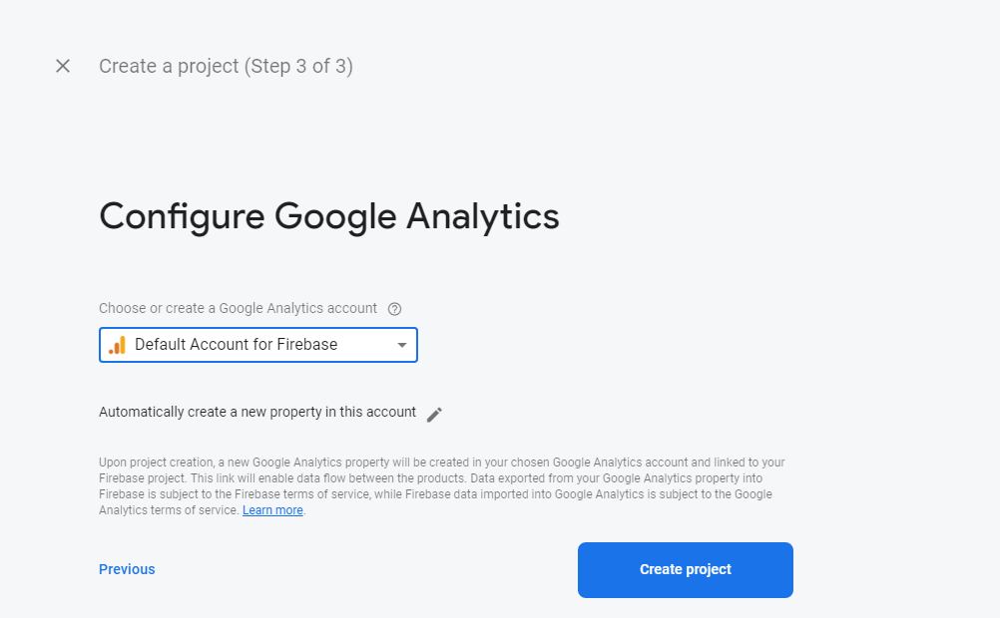 Create a project (Step 3 of 3)
Configure Google Analytics
Choose or create a Google Analytics account
Default Account for Firebase
Automatically create a new property in this account
Upon project creation, a new Google Analytics property will be created in your chosen Google Analytics account and linked to your
Firebase project. This link will enable data flow between the products. Data exported from your Google Analytics property into
Firebase is subject to the Firebase terms of service, while Firebase data imported into Google Analytics is subject to the Google
Analytics terms of service. Learn more.
Previous
Create project